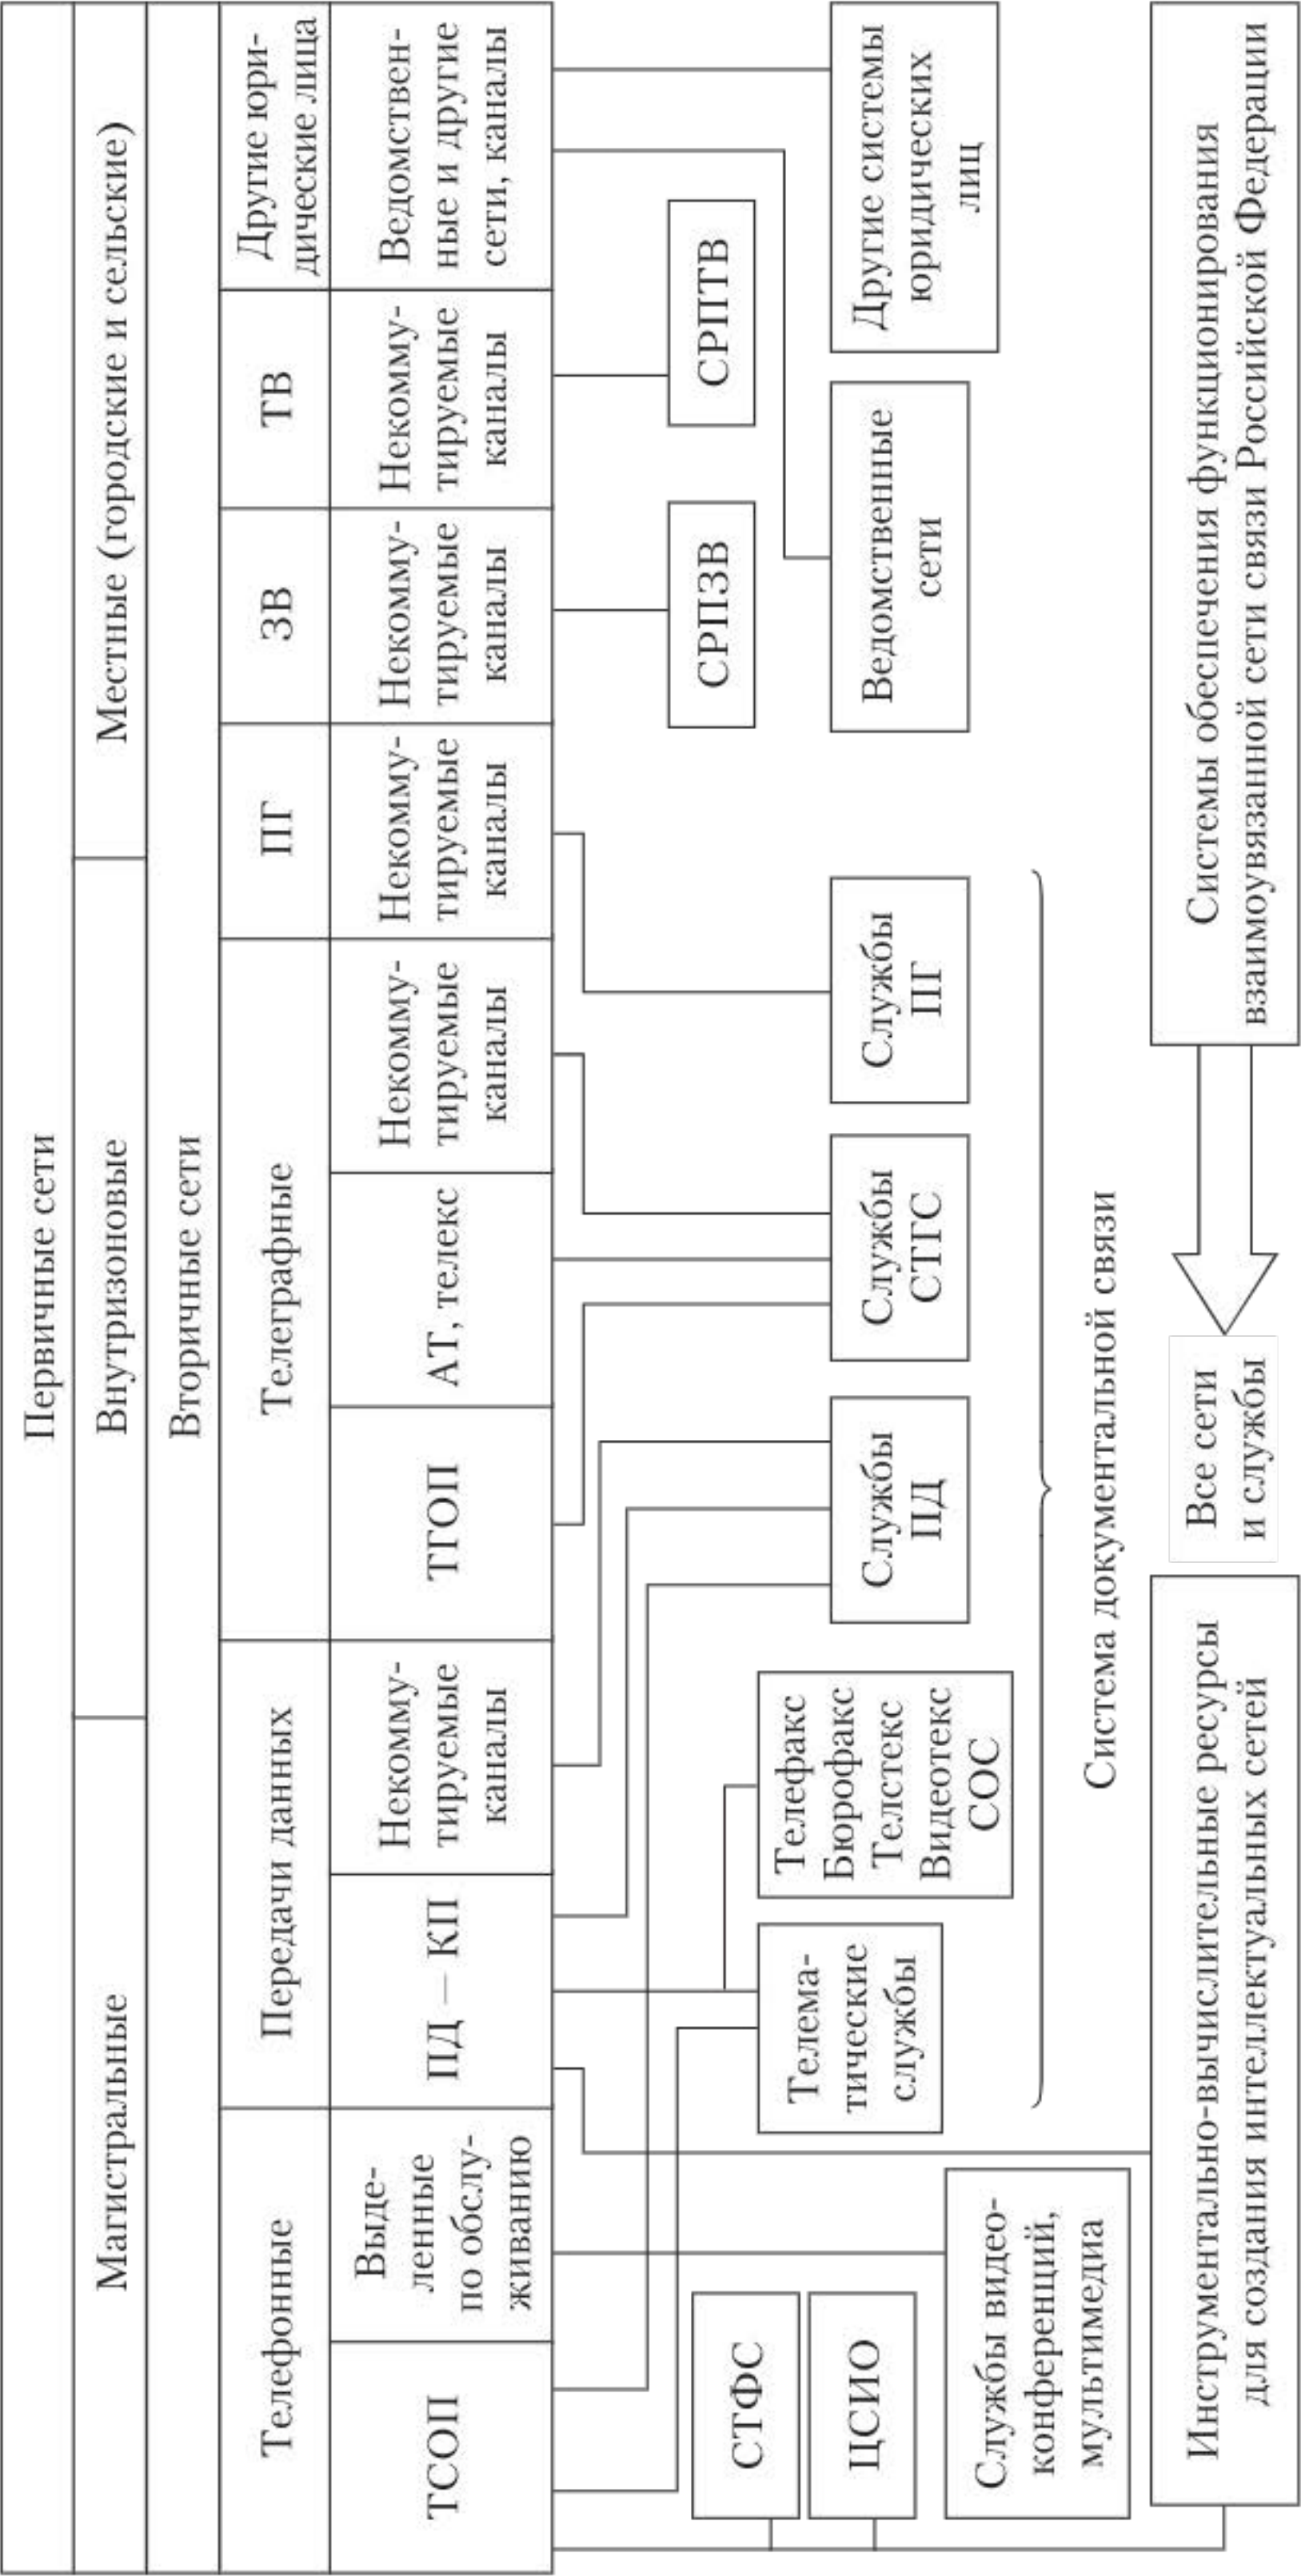 Первичные сети
Магистральные
Внутризоновые
Местные (городские и сельские)
Вторичные сети
Телефонные
Передачи данных
Телеграфные
ПГ
ЗВ
ТВ
Другие юри-
дические лица
ТСОП
Выде-
ленные
по обслу-
живанию
ПД – КП
Некомму-
тируемые
каналы
ТГОП
АТ, телекс
Некомму-
тируемые
каналы
Некомму-
тируемые
каналы
Некомму-
тируемые
каналы
Некомму-
тируемые
каналы
Ведомствен-
ные и другие
сети, каналы
СТФС
ЦСИО
Службы видео-
конференций,
мультимедиа
Телема-
тические
службы
Телефакс
Бюрофакс
Телстекс
Видеотекс
СОС
Службы
ПД
Службы
СТГС
Службы
ПГ
СРПЗВ
СРПТВ
Ведомственные
сети
Другие системы
юридических
лиц
Система документальной связи
Инструментально-вычислительные ресурсы
для создания интеллектуальных сетей
Все сети
и службы
Системы обеспечения функционирования
взаимоувязанной сети связи Российской Федерации